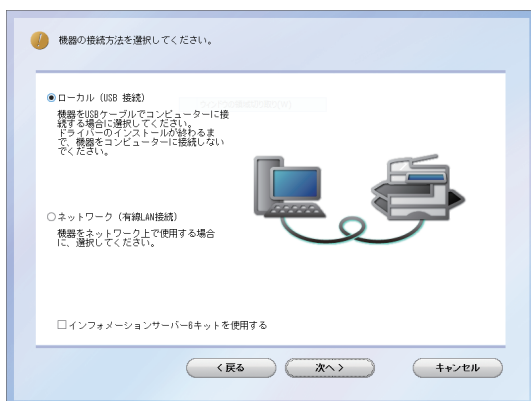 機器の接続方法を選択してください。
ローカル（USB 接続）
機器をUSBケーブルでコンピューターに接
続する場合に選択してください。
ドライバーのインストールが終わるま
で、機器をコンピューターに接続しない
でください。
ネットワーク（有線LAN接続）
機器をネットワーク上で使用する場合
に、選択してください。
インフォメーションサーバー6キットを使用する
< 戻る
次へ >
キャンセル